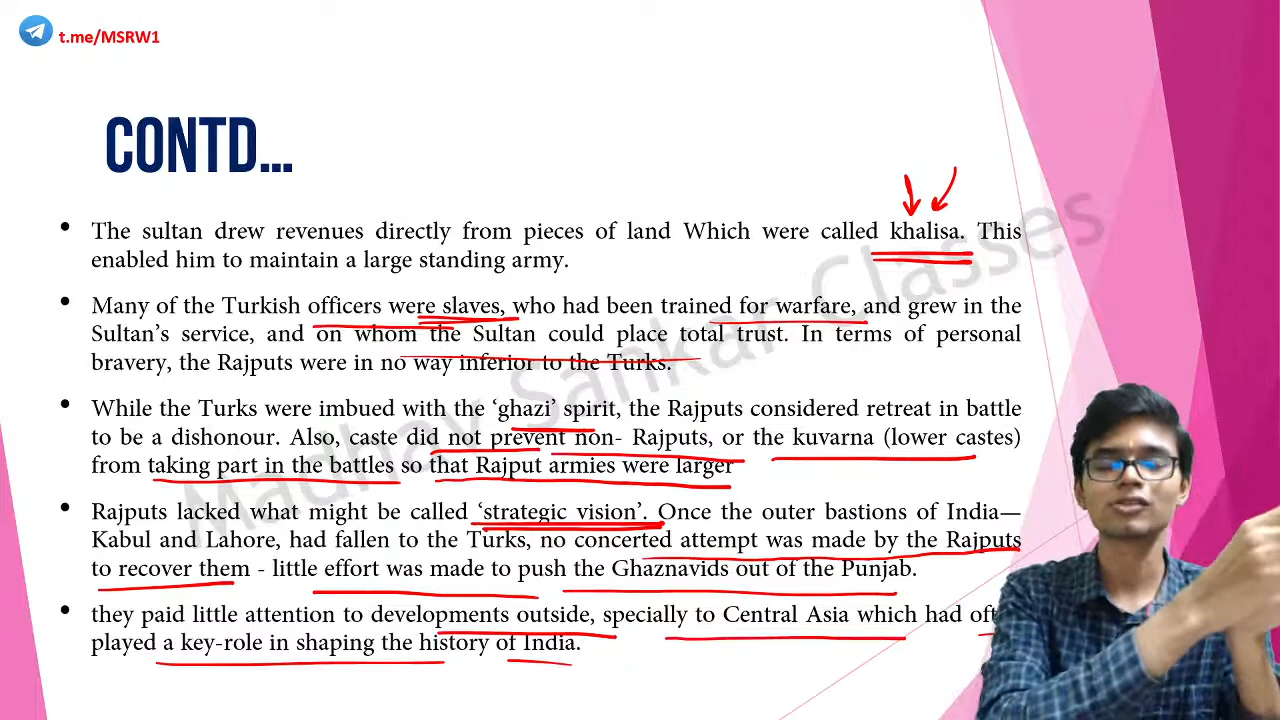 t.me/MSRW1
CONTD...
• The sultan drew revenues directly from pieces of land Which were called khalisa. This
enabled him to maintain a large standing army.
• Many of the Turkish officers were slaves, who had been trained for warfare, and grew in the
Sultan's service, and on whom the Sultan could place total trust. In terms of personal
bravery, the Rajputs were in no way inferior to the Turks.
• While the Turks were imbued with the ‘ghazi’ spirit, the Rajputs considered retreat in battle
to be a dishonour. Also, caste did not prevent non- Rajputs, or the kuvarna (lower castes)
from taking part in the battles so that Rajput armies were larger
• Rajputs lacked what might be called ‘strategic vision’. Once the outer bastions of India—
Kabul and Lahore, had fallen to the Turks, no concerted attempt was made by the Rajputs
to recover them - little effort was made to push the Ghaznavids out of the Punjab.
• they paid little attention to developments outside, specially to Central Asia which had
played a key-role in shaping the history of India.
Madhav Sankar Classes